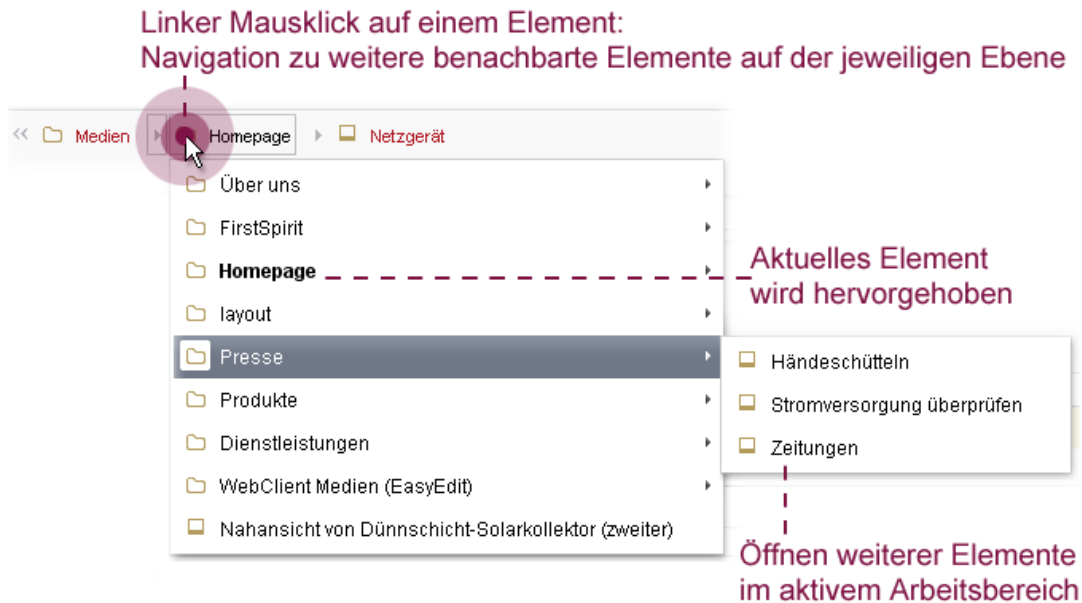 Linker Mausklick auf einem Element:
Navigation zu weitere benachbarte Elemente auf der jeweiligen Ebene
Medien Homepage Netzgerät
Über uns
FirstSpirit
Homepage
Aktuelles Element
wird hervorgehoben
layout
Presse
Händeschütteln
Produkte
Stromversorgung überprüfen
Dienstleistungen
Zeitungen
WebClient Medien (EasyEdit)
Nahansicht von Dünnschicht-Solarkollektor (zweiter)
Öffnen weiterer Elemente
im aktivem Arbeitsbereich